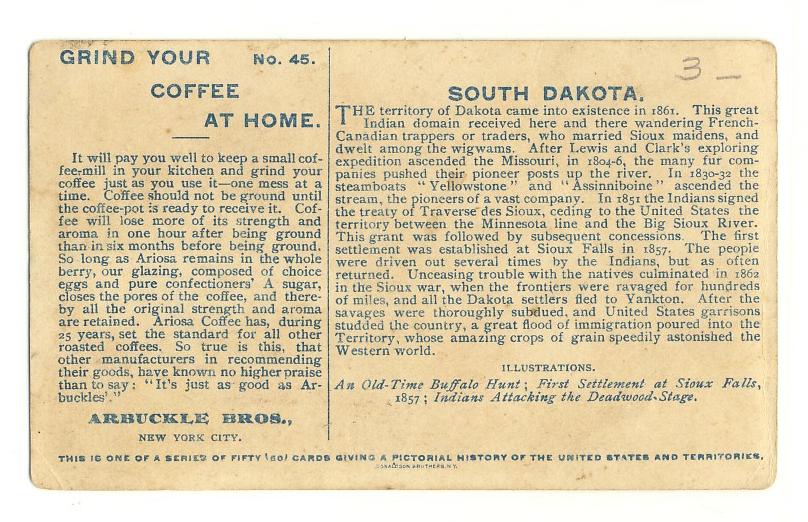 GRIND YOUR No. 45.
COFFEE
AT HOME.
It will pay you well to keep a small cof-
fee-mill in your kitchen and grind your
coffee just as you use it—one mess at a
time. Coffee should not be ground until
the coffee-pot is ready to receive it. Cof-
fee will lose more of its strength and
aroma in one hour after being ground
than in six months before being ground.
So long as Ariosa remains in the whole
berry, our glazing, composed of choice
eggs and pure confectioners' A sugar,
closes the pores of the coffee, and there-
by all the original strength and aroma
are retained. Ariosa Coffee has, during
25 years, set the standard for all other
roasted coffees. So true is this, that
other manufacturers in recommending
their goods, have known no higher praise
than to say: "It's just as good as Ar-
buckles'."
ARBUCKLE BROS.,
NEW YORK CITY.
3 —
SOUTH DAKOTA.
THE territory of Dakota came into existence in 1861. This great
Indian domain received here and there wandering French-
Canadian trappers or traders, who married Sioux maidens, and
dwelt among the wigwams. After Lewis and Clark's exploring
expedition ascended the Missouri, in 1804-6, the many fur com-
panies pushed their pioneer posts up the river. In 1830-32 the
steamboats "Yellowstone" and "Assinniboine" ascended the
stream, the pioneers of a vast company. In 1851 the Indians signed
the treaty of Traverse des Sioux, ceding to the United States the
territory between the Minnesota line and the Big Sioux River.
This grant was followed by subsequent concessions. The first
settlement was established at Sioux Falls in 1857. The people
were driven out several times by the Indians, but as often
returned. Unceasing trouble with the natives culminated in 1862
in the Sioux war, when the frontiers were ravaged for hundreds
of miles, and all the Dakota settlers fled to Yankton. After the
savages were thoroughly subdued, and United States garrisons
studded the country, a great flood of immigration poured into the
Territory, whose amazing crops of grain speedily astonished the
Western world.
ILLUSTRATIONS.
An Old-Time Buffalo Hunt; First Settlement at Sioux Falls,
1857; Indians Attacking the Deadwood Stage.
THIS IS ONE OF A SERIES OF FIFTY (50) CARDS GIVING A PICTORIAL HISTORY OF THE UNITED STATES AND TERRITORIES.
DONALDSON BROTHERS, N.Y.